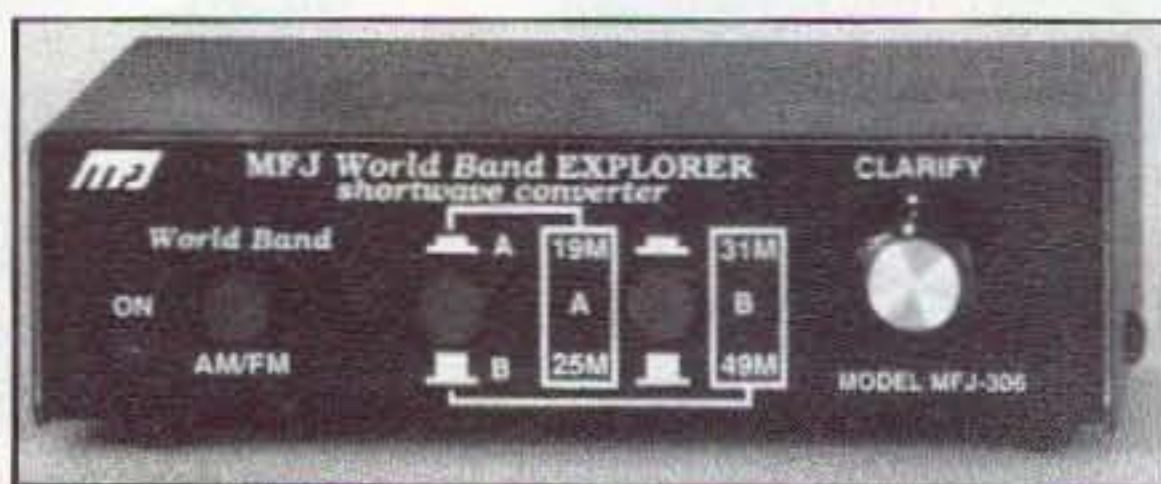 MFJ
MFJ World Band EXPLORER
shortwave converter
CLARIFY
World Band
A
19M
31M
ON
A
B
AM/FM
B
25M
49M
MODEL MFJ-306